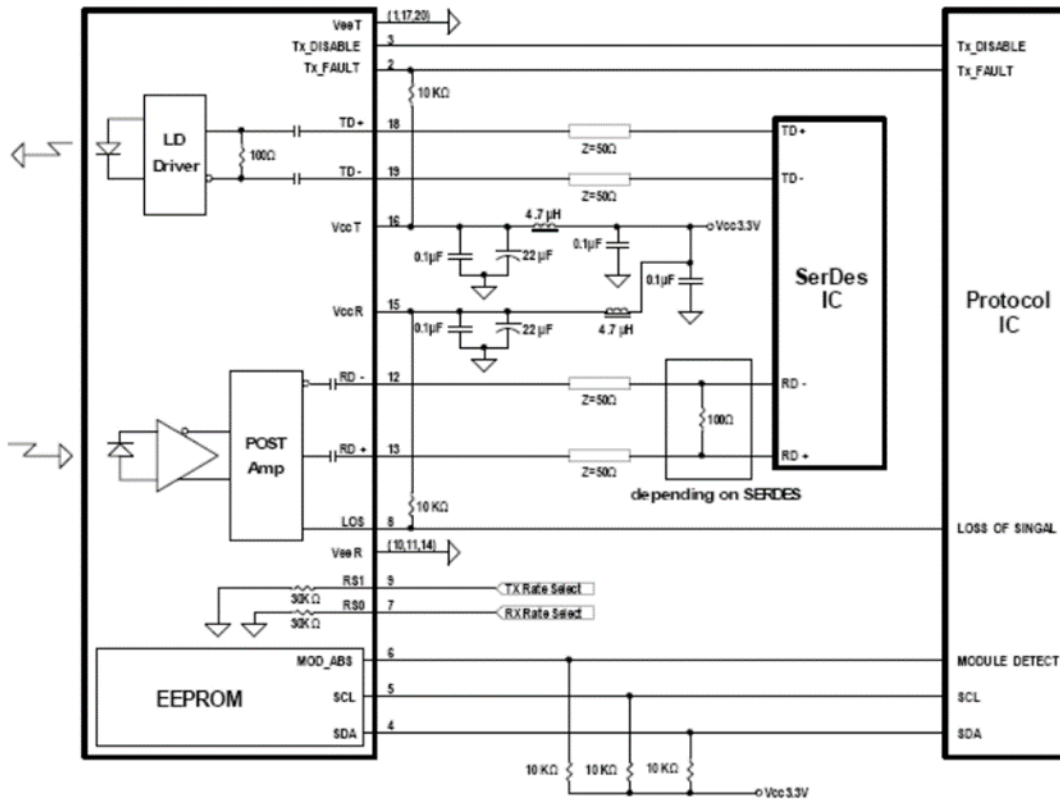 VeeT (1,17,20)
Tx_DISABLE 3 Tx_DISABLE
Tx_FAULT 2 Tx_FAULT
10 KΩ
LD
Driver
100Ω
TD+ 18 Z=50Ω TD+
TD- 19 Z=50Ω TD-
VccT 16 4.7 µH Vcc3.3V
0.1µF 22 µF 0.1µF 0.1µF
SerDes
IC
Protocol
IC
VccR 15
0.1µF 22 µF 4.7 µH
RD - 12 Z=50Ω RD -
100Ω
POST
Amp
RD + 13 Z=50Ω RD +
depending on SERDES
10 KΩ
LOS 8 LOSS OF SINGAL
VeeR (10,11,14)
30KΩ RS1 9 TX Rate Select
30KΩ RS0 7 RX Rate Select
EEPROM
MOD_ABS 6 MODULE DETECT
SCL 5 SCL
SDA 4 SDA
10 KΩ 10 KΩ 10 KΩ
Vcc3.3V